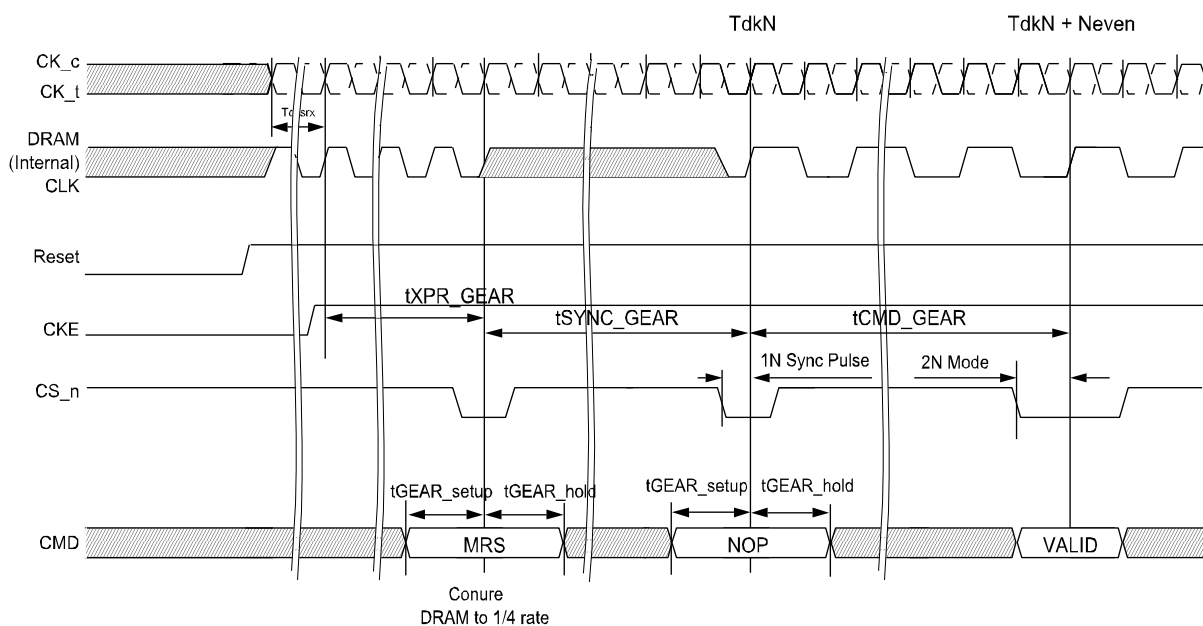 TdkN
TdkN + Neven
CK_c
CK_t
DRAM
(Internal)
CLK
Reset
tXPR_GEAR
CKE
tSYNC_GEAR
tCMD_GEAR
1N Sync Pulse
2N Mode
CS_n
tGEAR_setup
tGEAR_hold
tGEAR_setup
tGEAR_hold
CMD
MRS
NOP
VALID
Conure
DRAM to 1/4 rate